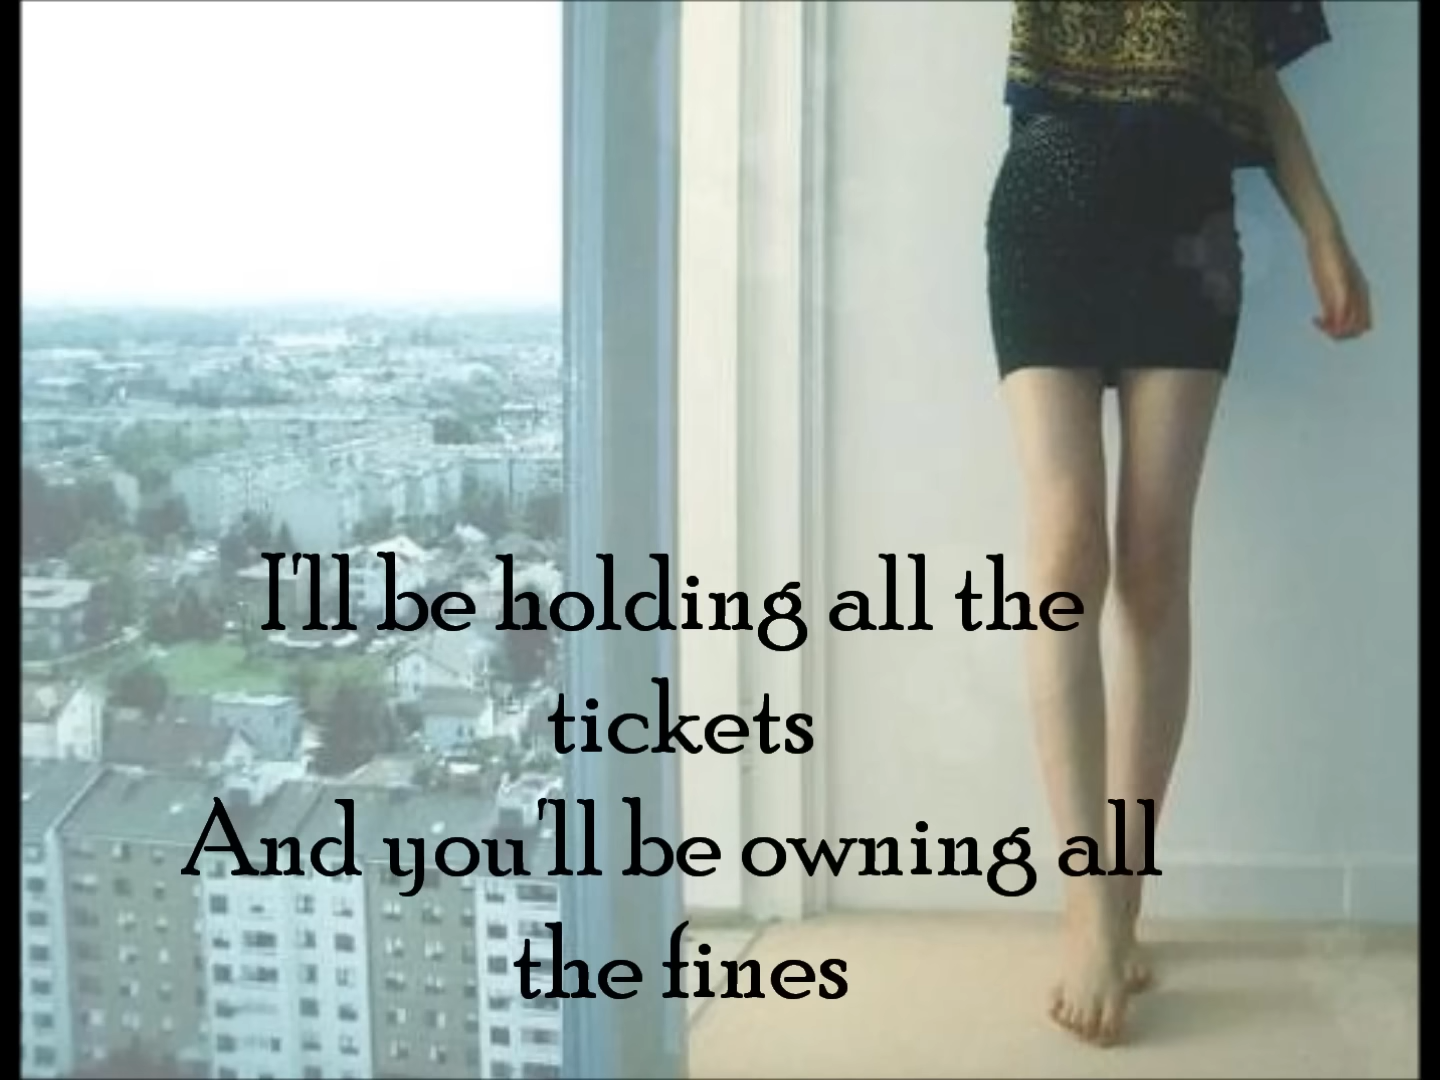 I'll be holding all the
tickets
And you'll be owning all
the fines